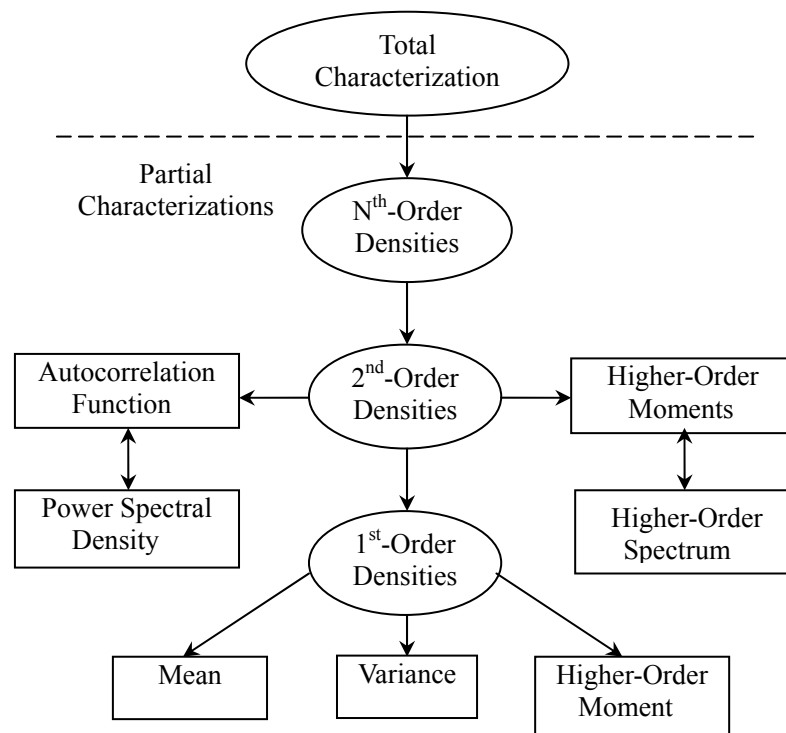 Total
Characterization
Partial
Characterizations
Nth-Order
Densities
Autocorrelation
Function
2nd-Order
Densities
Higher-Order
Moments
Power Spectral
Density
1st-Order
Densities
Higher-Order
Spectrum
Mean
Variance
Higher-Order
Moment